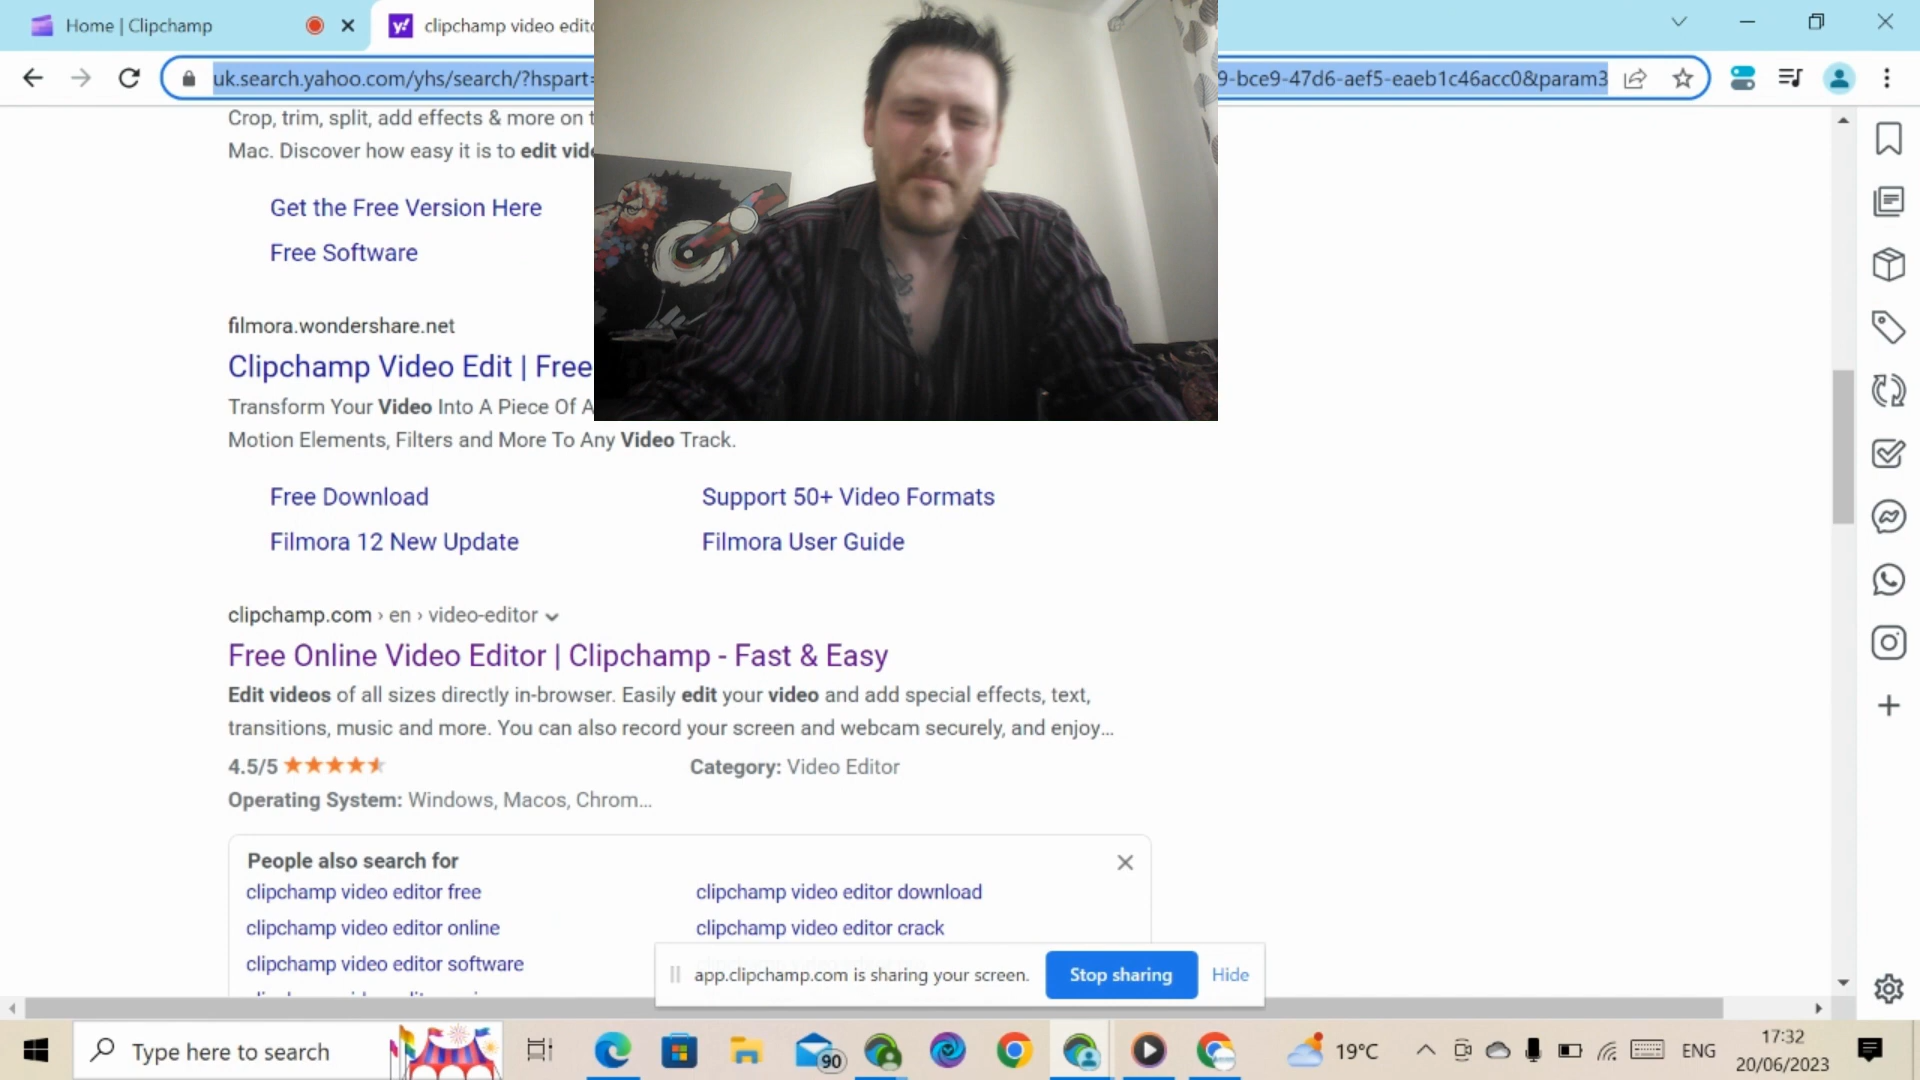 Home | Clipchamp
clipchamp video edito
uk.search.yahoo.com/yhs/search/?hspart=
9-bce9-47d6-aef5-eaeb1c46acc0&param3
Crop, trim, split, add effects & more on t
Mac. Discover how easy it is to edit vide
Get the Free Version Here
Free Software
filmora.wondershare.net
Clipchamp Video Edit | Free
Transform Your Video Into A Piece Of A
Motion Elements, Filters and More To Any Video Track.
Free Download
Support 50+ Video Formats
Filmora 12 New Update
Filmora User Guide
clipchamp.com › en › video-editor
Free Online Video Editor | Clipchamp - Fast & Easy
Edit videos of all sizes directly in-browser. Easily edit your video and add special effects, text,
transitions, music and more. You can also record your screen and webcam securely, and enjoy...
4.5/5
Category: Video Editor
Operating System: Windows, Macos, Chrom...
People also search for
clipchamp video editor free
clipchamp video editor download
clipchamp video editor online
clipchamp video editor crack
clipchamp video editor software
app.clipchamp.com is sharing your screen.
Stop sharing
Hide
Type here to search
90
19°C
ENG
17:32
20/06/2023